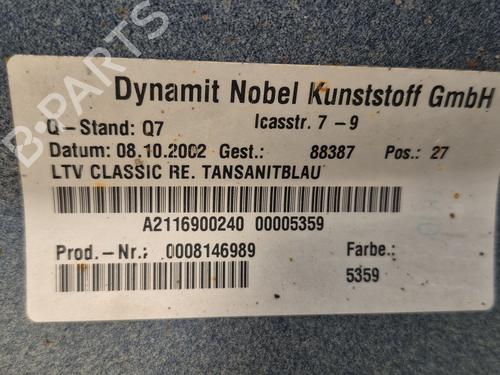 Dynamit Nobel Kunststoff GmbH
Q-Stand: Q7 Icasstr. 7-9
Datum: 08.10.2002 Gest.: 88387 Pos.: 27
LTV CLASSIC RE. TANSANITBLAU
A2116900240 00005359
Prod.-Nr.: 0008146989 Farbe.:
5359
B-PARTS